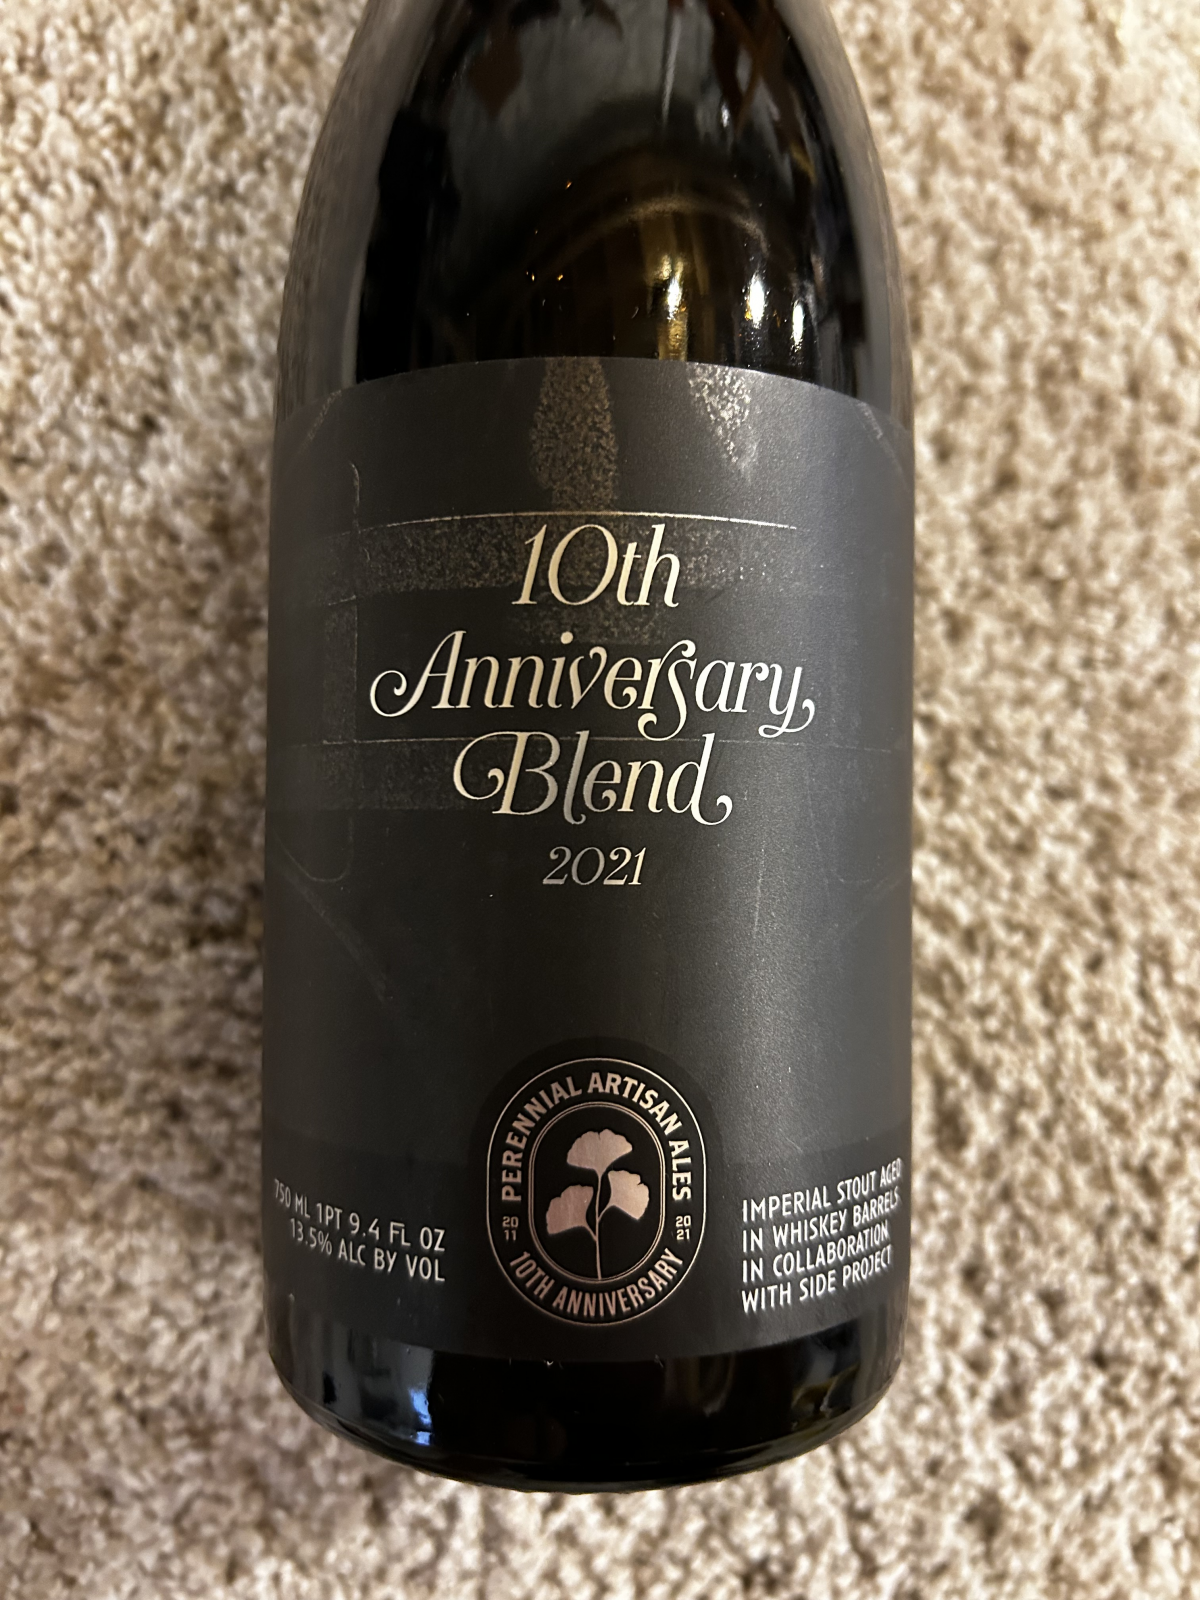 10th
Anniversary
Blend
2021
PERENNIAL ARTISAN ALES
20 11
20 21
10TH ANNIVERSARY
750 ML 1PT 9.4 FL OZ
13.5% ALC BY VOL
IMPERIAL STOUT AGED
IN WHISKEY BARRELS
IN COLLABORATION
WITH SIDE PROJECT